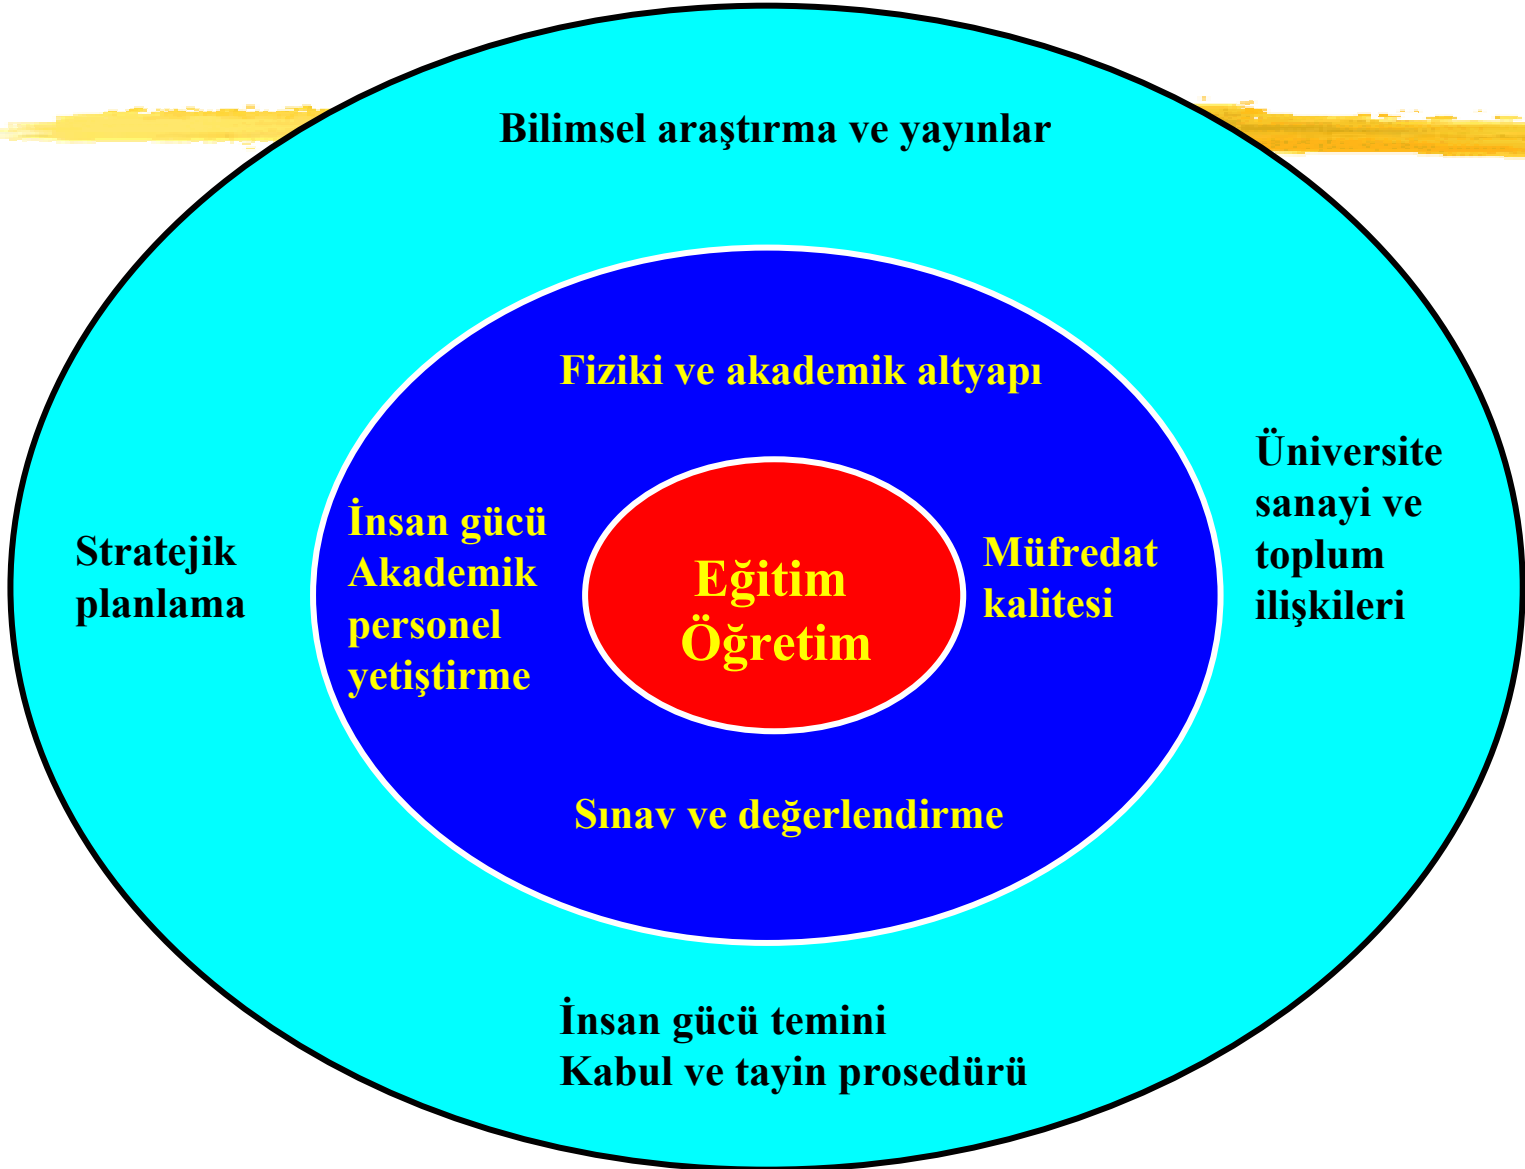 Bilimsel araştırma ve yayınlar
Fiziki ve akademik altyapı
Stratejik
planlama
İnsan gücü
Akademik
personel
yetiştirme
Eğitim
Öğretim
Müfredat
kalitesi
Üniversite
sanayi ve
toplum
ilişkileri
Sınav ve değerlendirme
İnsan gücü temini
Kabul ve tayin prosedürü